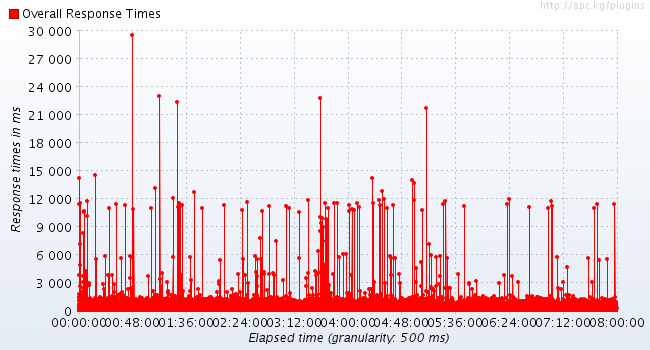 http://apc.kg/plugins
Overall Response Times
30 000
27 000
24 000
21 000
18 000
15 000
12 000
9 000
6 000
3 000
0
Response times in ms
00:00:00 00:48:00 01:36:00 02:24:00 03:12:00 04:00:00 04:48:00 05:36:00 06:24:00 07:12:00 08:00:00
Elapsed time (granularity: 500 ms)